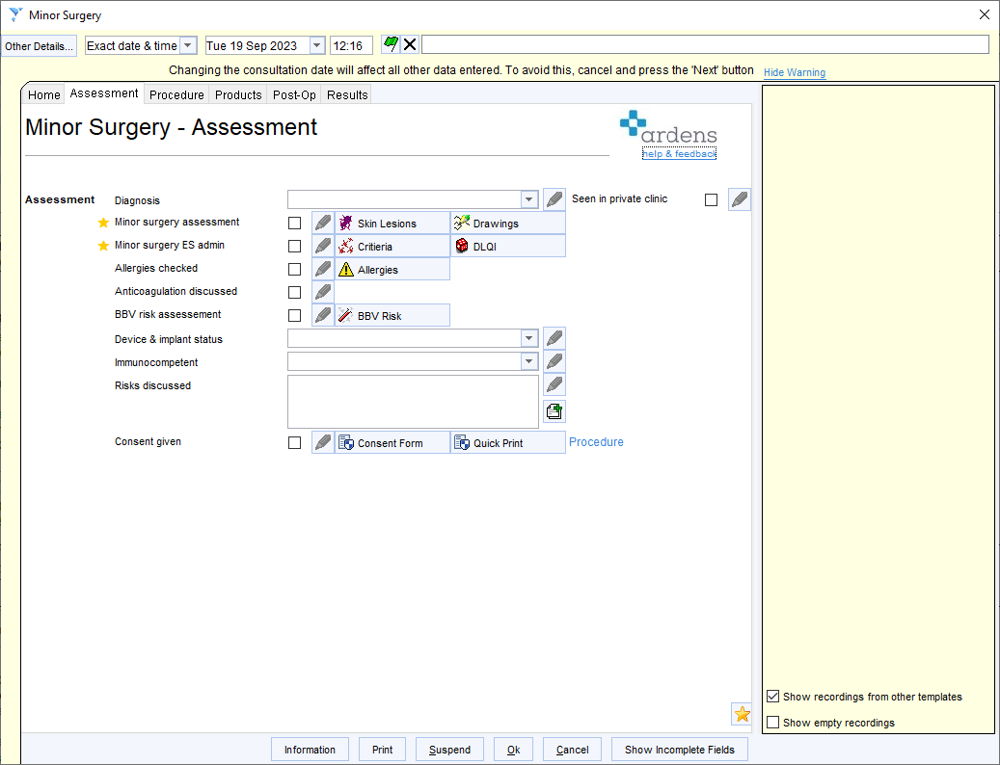 Minor Surgery
Other Details... Exact date & time Tue 19 Sep 2023 12:16
Changing the consultation date will affect all other data entered. To avoid this, cancel and press the 'Next' button Hide Warning
Home Assessment Procedure Products Post-Op Results
Minor Surgery - Assessment
ardens
help & feedback
Assessment Diagnosis Seen in private clinic
Minor surgery assessment Skin Lesions Drawings
Minor surgery ES admin Critieria DLQI
Allergies checked Allergies
Anticoagulation discussed
BBV risk assessement BBV Risk
Device & implant status
Immunocompetent
Risks discussed
Consent given Consent Form Quick Print Procedure
Show recordings from other templates
Show empty recordings
Information Print Suspend Ok Cancel Show Incomplete Fields